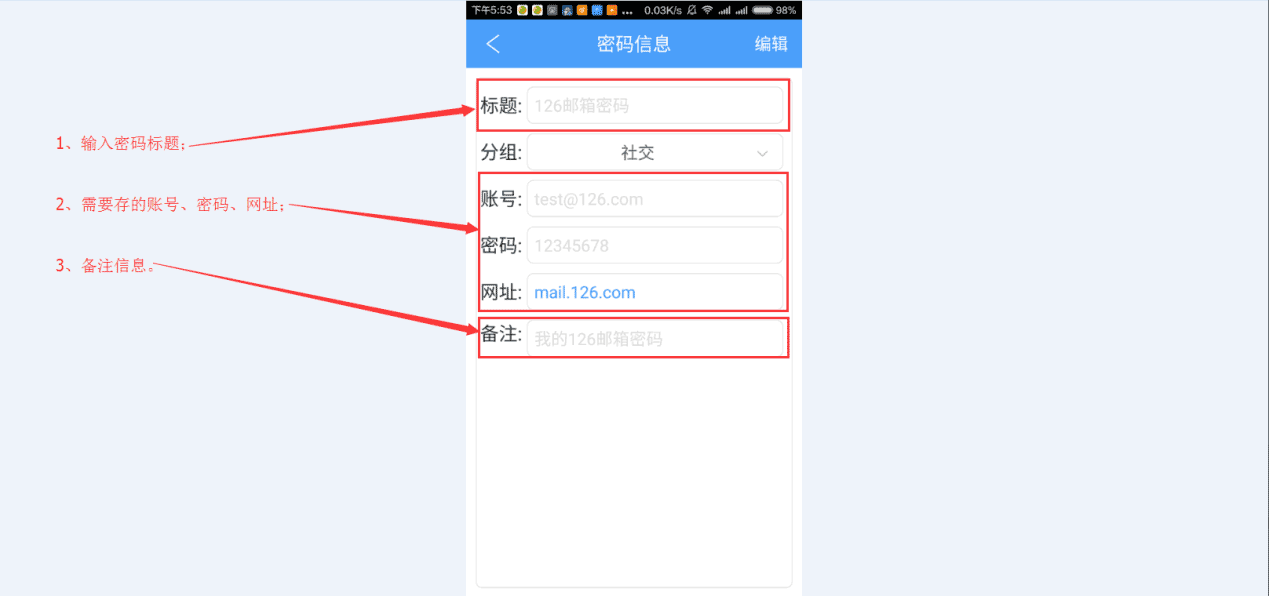 下午5:53 ... 0.03K/s 98%
密码信息 编辑
标题: 126邮箱密码
1、输入密码标题;
分组: 社交
账号: test@126.com
2、需要存的账号、密码、网址;
密码: 12345678
3、备注信息。
网址: mail.126.com
备注: 我的126邮箱密码